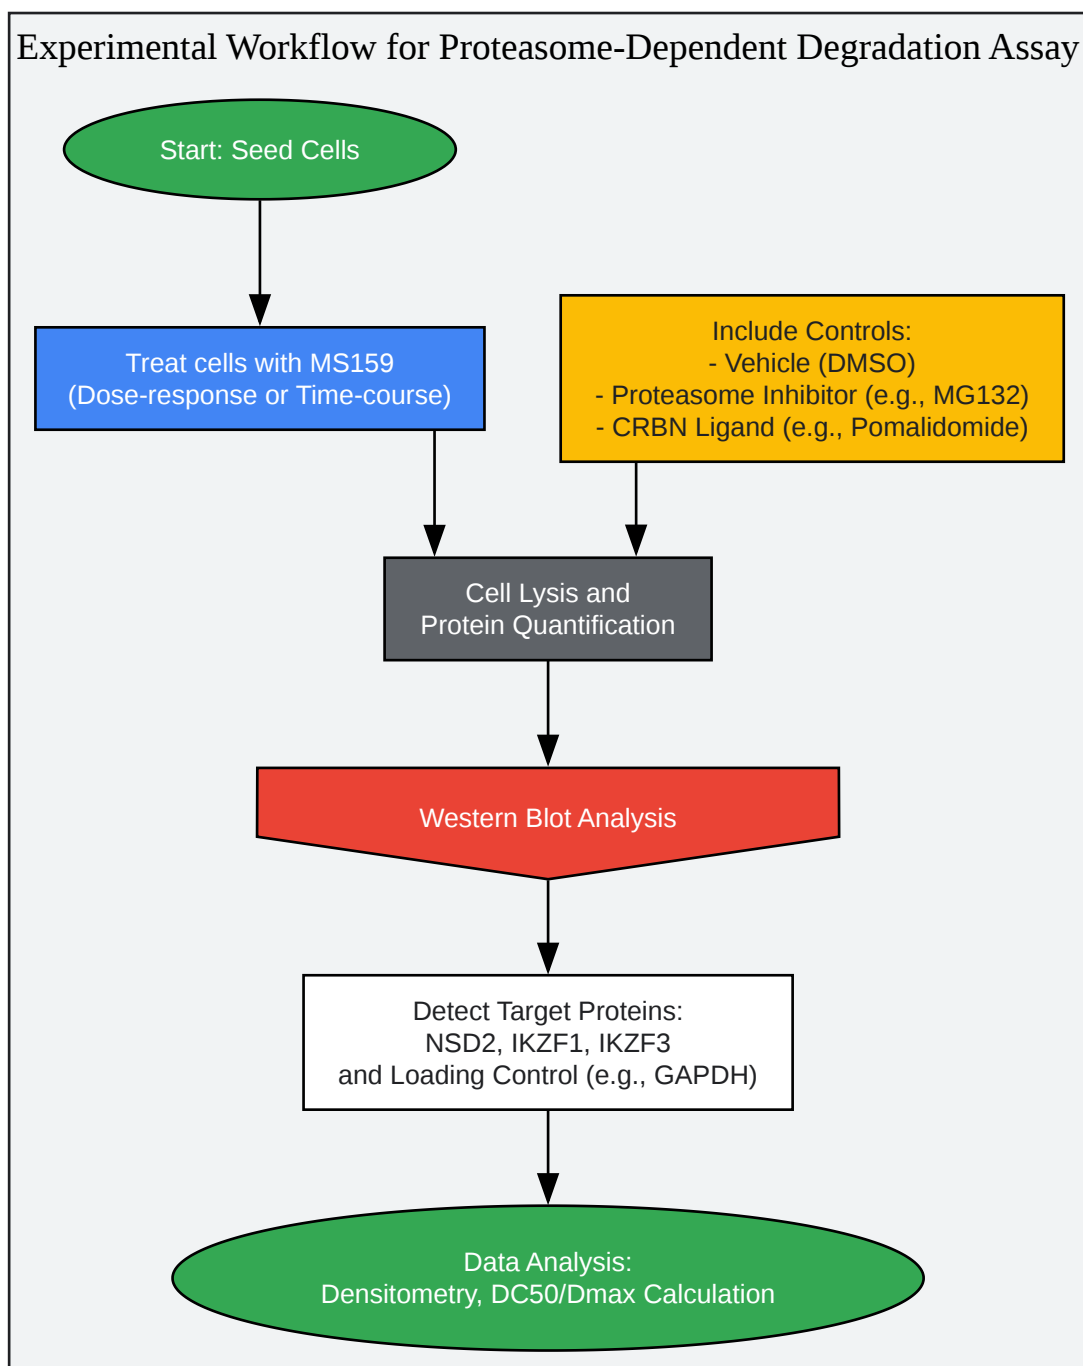 Experimental Workflow for Proteasome-Dependent Degradation Assay
Start: Seed Cells
Treat cells with MS159
(Dose-response or Time-course)
Include Controls:
- Vehicle (DMSO)
- Proteasome Inhibitor (e.g., MG132)
- CRBN Ligand (e.g., Pomalidomide)
Cell Lysis and
Protein Quantification
Western Blot Analysis
Detect Target Proteins:
NSD2, IKZF1, IKZF3
and Loading Control (e.g., GAPDH)
Data Analysis:
Densitometry, DC50/Dmax Calculation